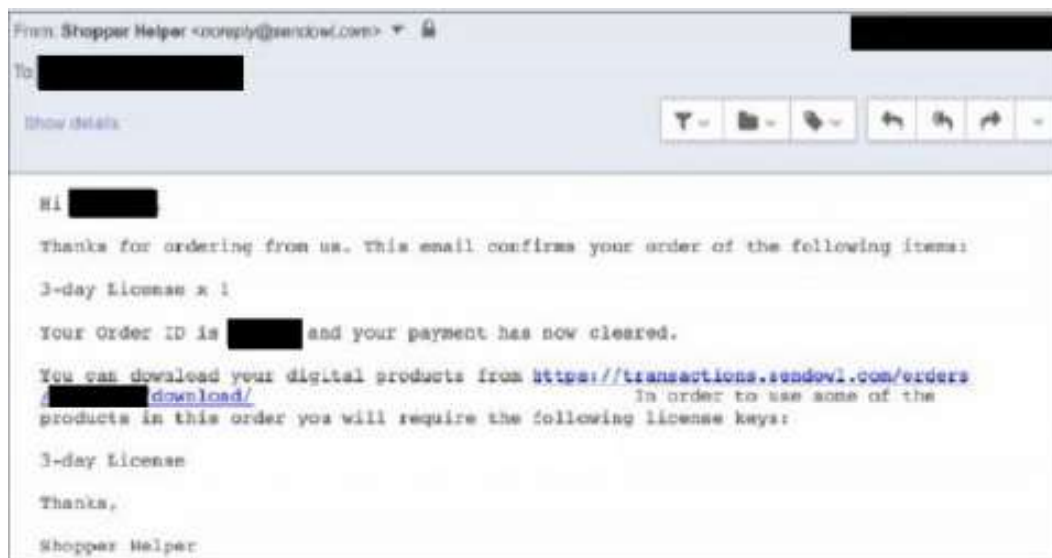 From: Shopper Helper <noreply@sendowl.com>
To:
Show details
Hi
Thanks for ordering from us. This email confirms your order of the following items:
3-day License x 1
Your Order ID is and your payment has now cleared.
You can download your digital products from https://transactions.sendowl.com/orders
/ download/ In order to use some of the
products in this order you will require the following license keys:
3-day License
Thanks,
Shopper Helper